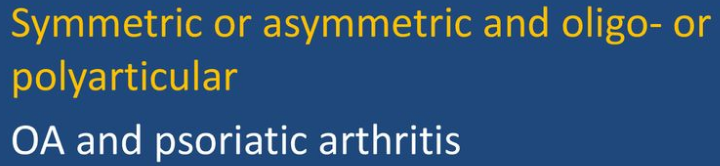 Symmetric or asymmetric and oligo- or
polyarticular
OA and psoriatic arthritis